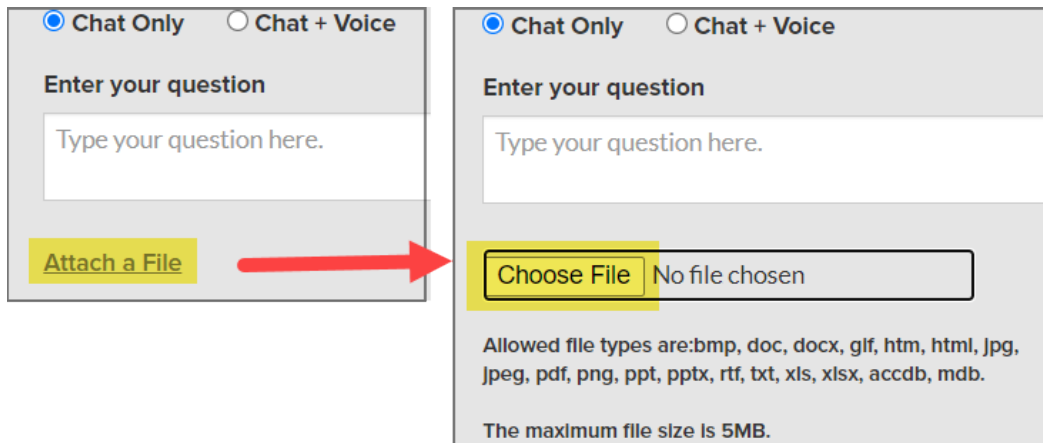 Chat Only Chat + Voice
Enter your question
Type your question here.
Attach a File
Chat Only Chat + Voice
Enter your question
Type your question here.
Choose File No file chosen
Allowed file types are:bmp, doc, docx, gif, htm, html, jpg,
jpeg, pdf, png, ppt, pptx, rtf, txt, xls, xlsx, accdb, mdb.
The maximum file size is 5MB.